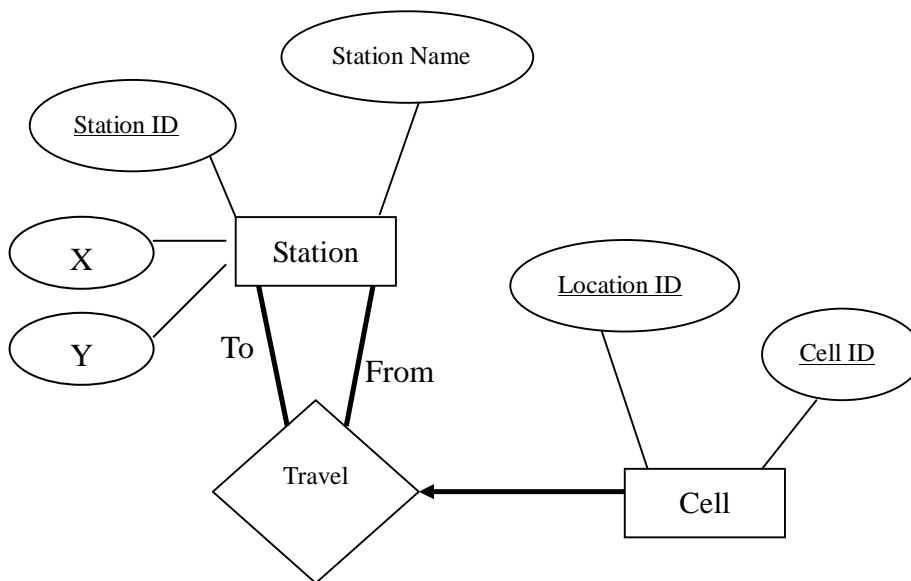 Station Name
Station ID
X
Station
Location ID
Y
To
From
Cell ID
Travel
Cell